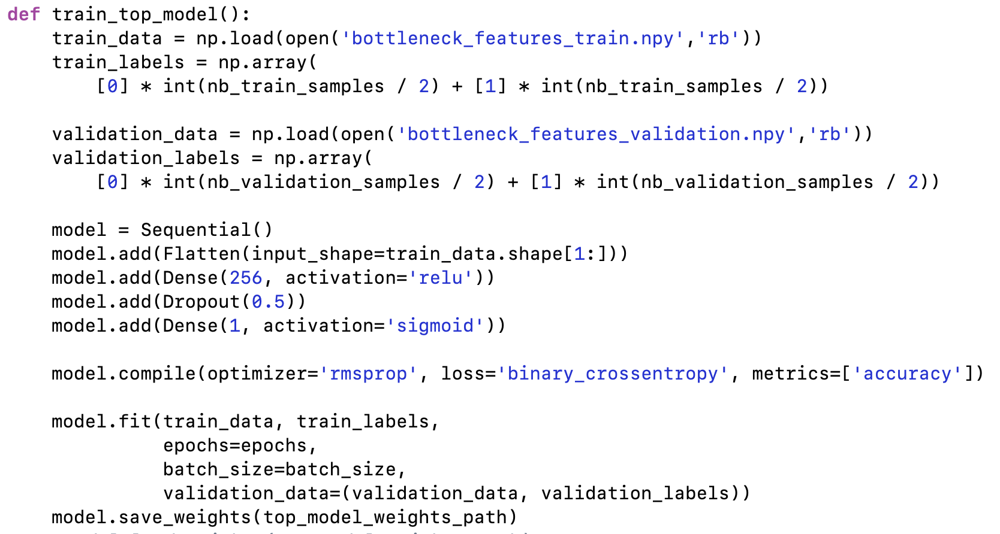 def train_top_model():
    train_data = np.load(open('bottleneck_features_train.npy','rb'))
    train_labels = np.array(
        [0] * int(nb_train_samples / 2) + [1] * int(nb_train_samples / 2))

    validation_data = np.load(open('bottleneck_features_validation.npy','rb'))
    validation_labels = np.array(
        [0] * int(nb_validation_samples / 2) + [1] * int(nb_validation_samples / 2))

    model = Sequential()
    model.add(Flatten(input_shape=train_data.shape[1:]))
    model.add(Dense(256, activation='relu'))
    model.add(Dropout(0.5))
    model.add(Dense(1, activation='sigmoid'))

    model.compile(optimizer='rmsprop', loss='binary_crossentropy', metrics=['accuracy'])

    model.fit(train_data, train_labels,
              epochs=epochs,
              batch_size=batch_size,
              validation_data=(validation_data, validation_labels))
    model.save_weights(top_model_weights_path)